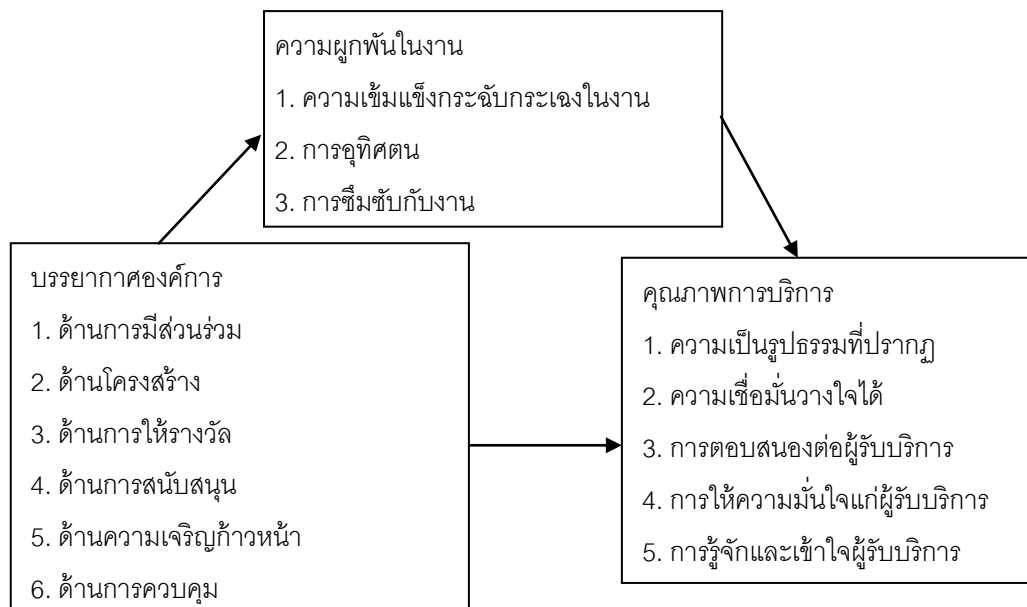 ความผูกพันในงาน
1. ความเข้มแข็งกระฉับกระเฉงในงาน
2. การอุทิศตน
3. การซึมซับกับงาน
บรรยากาศองค์การ
1. ด้านการมีส่วนร่วม
2. ด้านโครงสร้าง
3. ด้านการให้รางวัล
4. ด้านการสนับสนุน
5. ด้านความเจริญก้าวหน้า
6. ด้านการควบคุม
คุณภาพการบริการ
1. ความเป็นรูปธรรมที่ปรากฏ
2. ความเชื่อมั่นวางใจได้
3. การตอบสนองต่อผู้รับบริการ
4. การให้ความมั่นใจแก่ผู้รับบริการ
5. การรู้จักและเข้าใจผู้รับบริการ